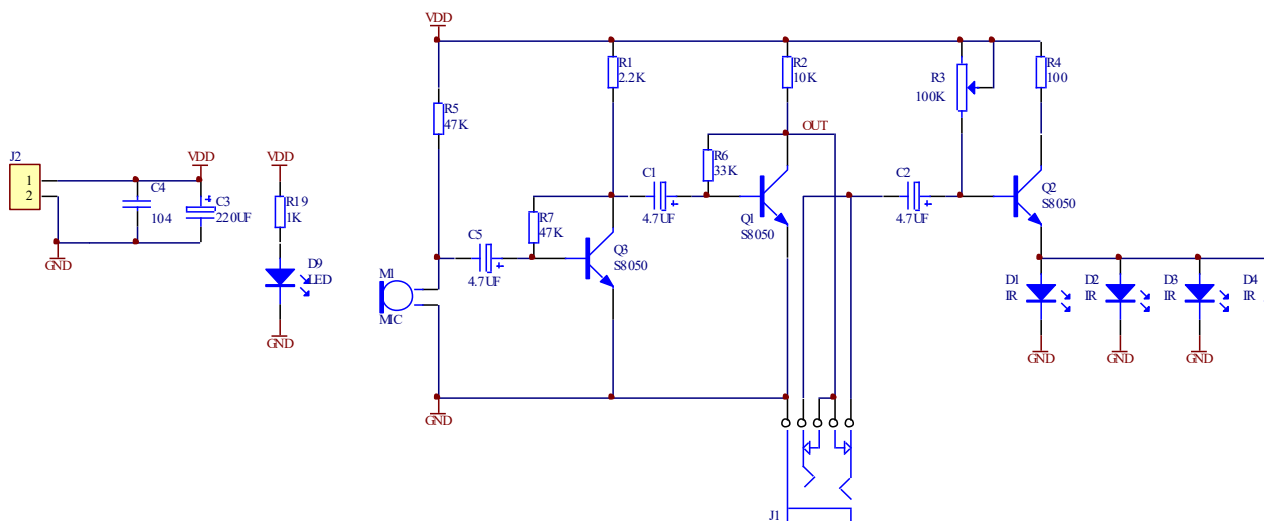 J2
1
2
GND
C4
104
VDD
C3
220UF
VDD
R19
1K
D9
LED
GND
VDD
R5
47K
M1
MIC
GND
C5
4.7UF
R7
47K
R1
2.2K
Q3
S8050
C1
4.7UF
R6
33K
R2
10K
OUT
Q1
S8050
J1
C2
4.7UF
R3
100K
R4
100
Q2
S8050
D1
IR
GND
D2
IR
GND
D3
IR
GND
D4
IR